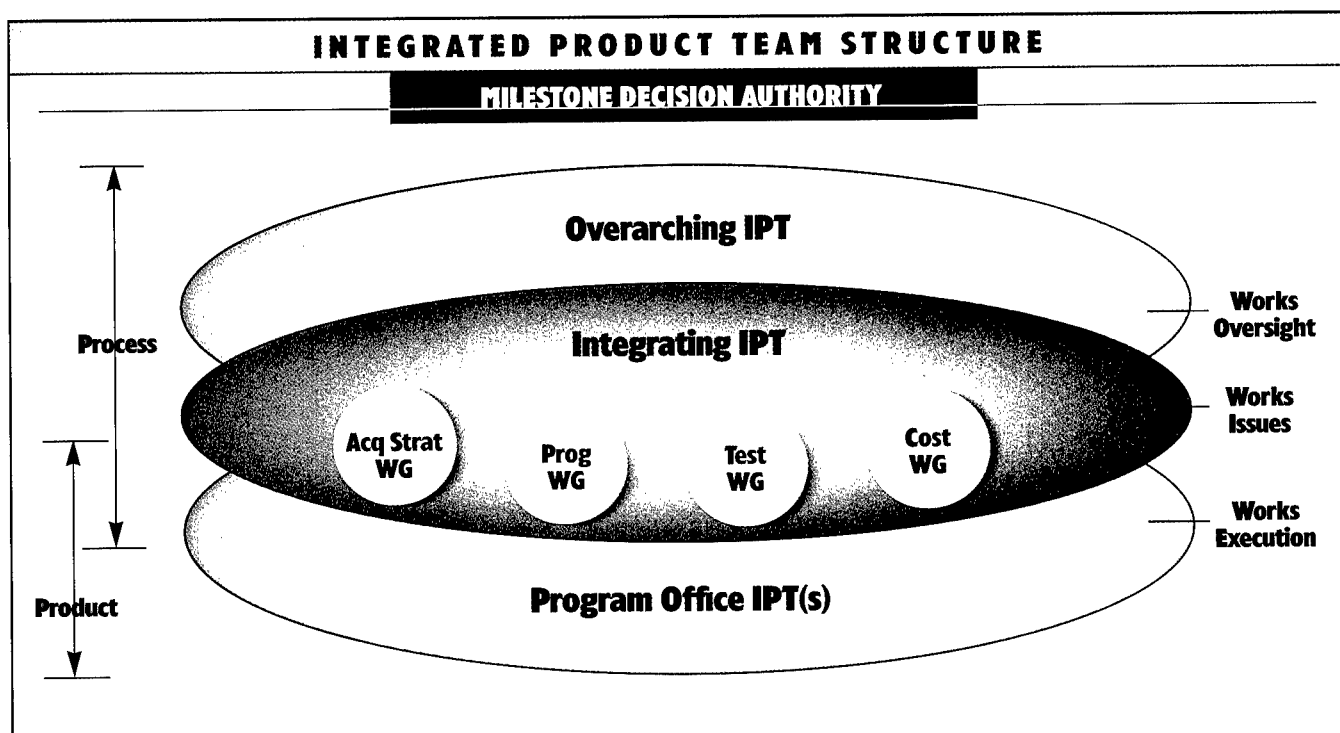 INTEGRATED PRODUCT TEAM STRUCTURE
MILESTONE DECISION AUTHORITY
Overarching IPT
Works
Oversight
Process
Integrating IPT
Works
Issues
Acq Strat
WG
Prog
WG
Test
WG
Cost
WG
Works
Execution
Product
Program Office IPT(s)